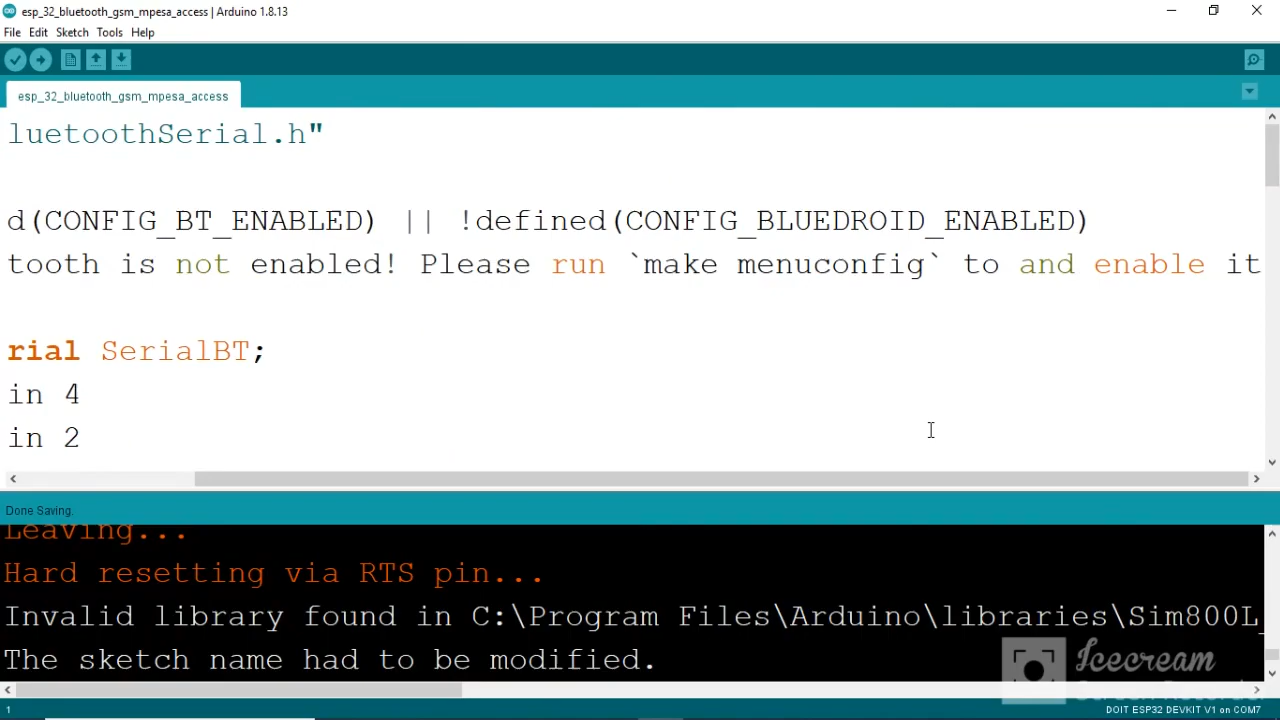 esp_32_bluetooth_gsm_mpesa_access | Arduino 1.8.13
File Edit Sketch Tools Help
esp_32_bluetooth_gsm_mpesa_access
luetoothSerial.h"
d(CONFIG_BT_ENABLED) || !defined(CONFIG_BLUEDROID_ENABLED)
tooth is not enabled! Please run `make menuconfig` to and enable it
rial SerialBT;
in 4
in 2
Done Saving.
Leaving...
Hard resetting via RTS pin...
Invalid library found in C:\Program Files\Arduino\libraries\Sim800L_
The sketch name had to be modified.
Icecream
Screen Recorder
1
DOIT ESP32 DEVKIT V1 on COM7